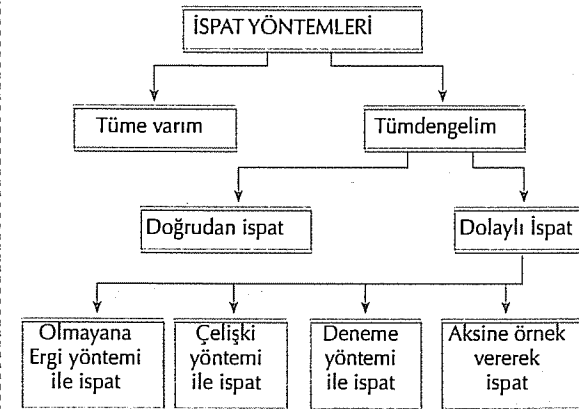 İSPAT YÖNTEMLERİ
Tüme varım
Tümdengelim
Doğrudan ispat
Dolaylı İspat
Olmayana
Ergi yöntemi
ile ispat
Çelişki
yöntemi
ile ispat
Deneme
yöntemi
ile ispat
Aksine örnek
vererek
ispat